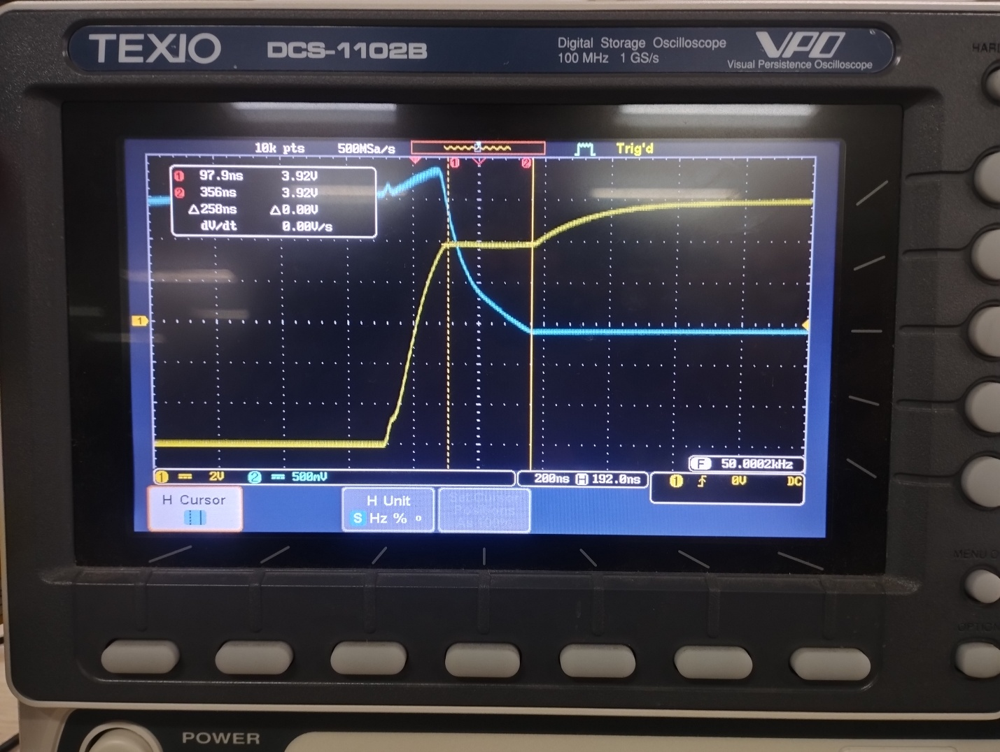 TEXIO DCS-1102B Digital Storage Oscilloscope VPO
100 MHz 1 GS/s Visual Persistence Oscilloscope
HARD
10k pts 500MSa/s Trig'd
1 97.9ns 3.92V
2 356ns 3.92V
△258ns △0.00V
dV/dt 0.00V/s
1 2
1
F 50.0002kHz
1 2V 2 500mV 200ns H 192.0ns 1 0V DC
H Cursor H Unit Set Cursor
S Hz % ° Positions
As 100%
MENU O
OPTION
POWER